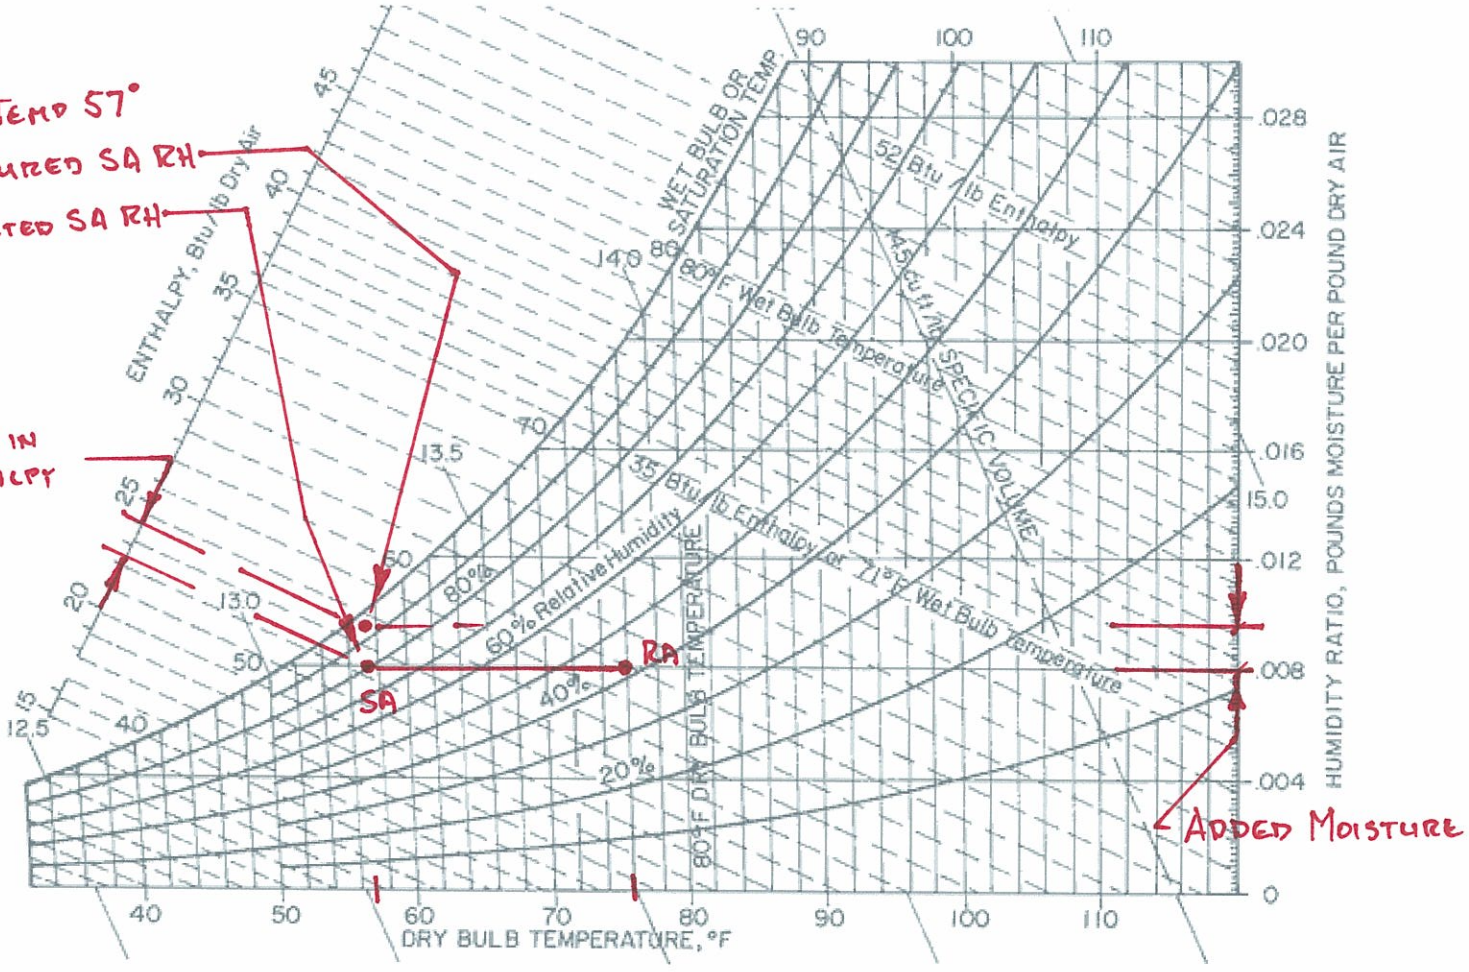 TEMP 57°
URED SA RH
TED SA RH
IN
ALPY
ENTHALPY, Btu/lb Dry Air
15
20
25
30
35
40
45
WET BULB OR
SATURATION TEMP.
90
100
110
.028
.024
.020
.016
15.0
.012
.008
.004
0
HUMIDITY RATIO, POUNDS MOISTURE PER POUND DRY AIR
52 Btu/lb Enthalpy
14.0
80
80°F Wet Bulb Temperature
14.5 cu ft/lb SPECIFIC VOLUME
70
13.5
35 Btu/lb Enthalpy or 71°F Wet Bulb Temperature
60
80%
60% Relative Humidity
13.0
50
RA
SA
40%
40
12.5
20%
80°F DRY BULB TEMPERATURE
ADDED MOISTURE
40
50
60
70
80
90
100
110
DRY BULB TEMPERATURE, °F